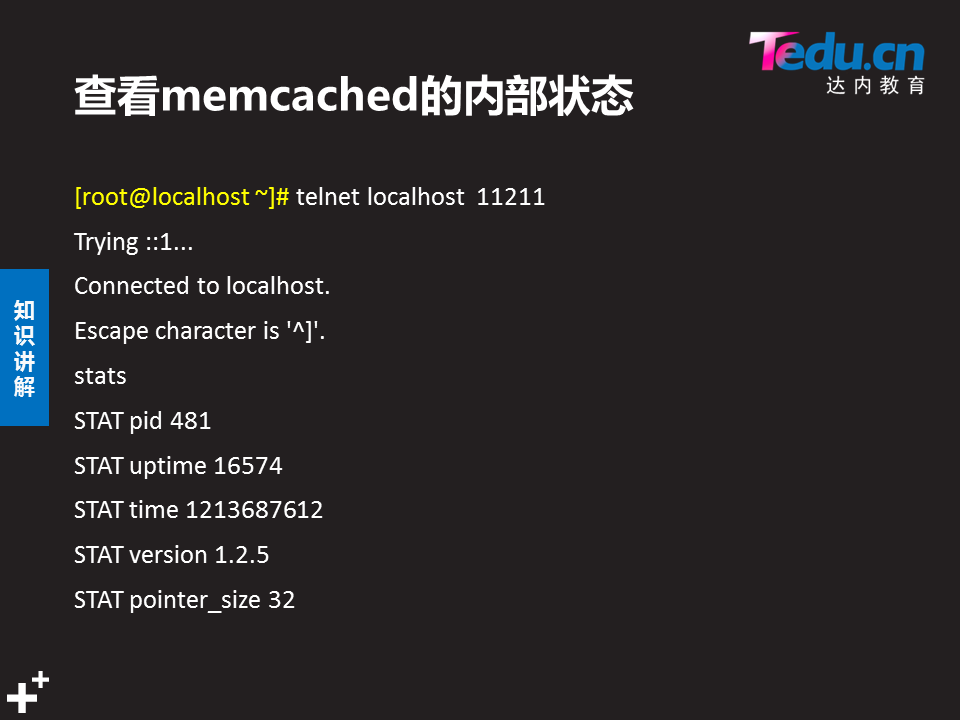 Tedu.cn
达内教育
查看memcached的内部状态
[root@localhost ~]# telnet localhost  11211
Trying ::1...
Connected to localhost.
Escape character is '^]'.
stats
STAT pid 481
STAT uptime 16574
STAT time 1213687612
STAT version 1.2.5
STAT pointer_size 32
知
识
讲
解